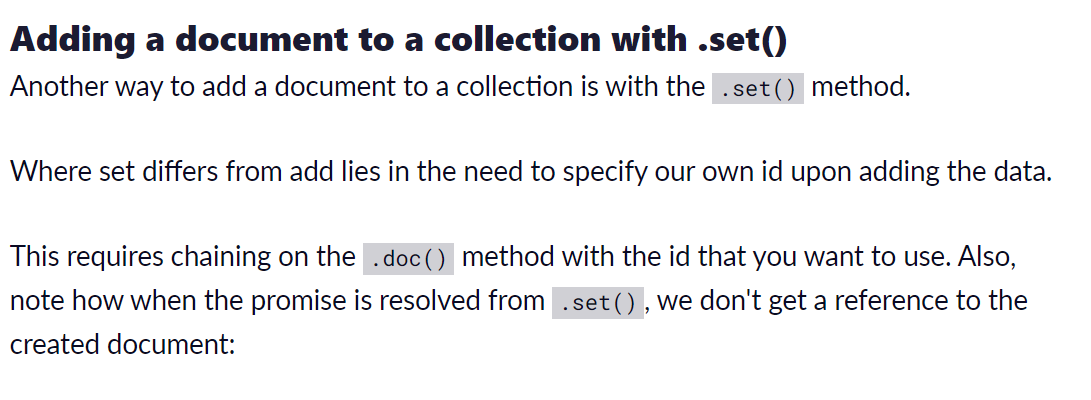 Adding a document to a collection with .set()
Another way to add a document to a collection is with the .set() method.
Where set differs from add lies in the need to specify our own id upon adding the data.
This requires chaining on the .doc() method with the id that you want to use. Also,
note how when the promise is resolved from .set(), we don't get a reference to the
created document: